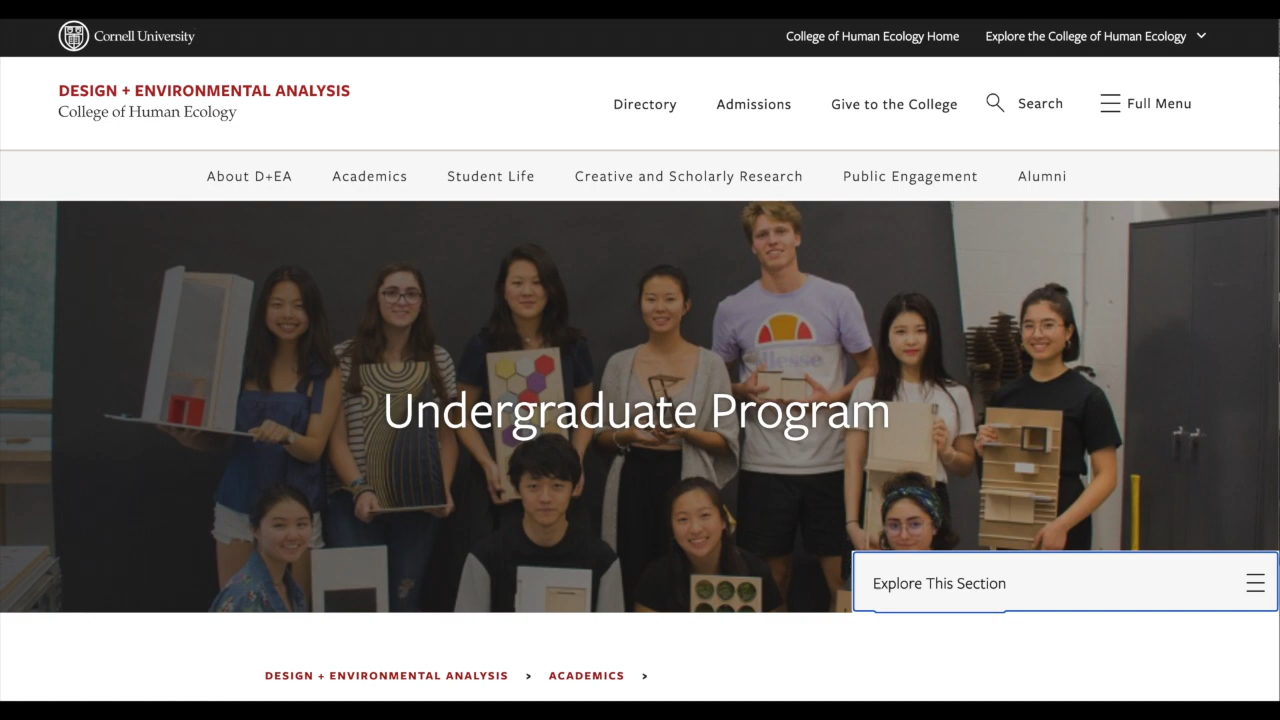 Cornell University
College of Human Ecology Home
Explore the College of Human Ecology
DESIGN + ENVIRONMENTAL ANALYSIS
College of Human Ecology
Directory
Admissions
Give to the College
Search
Full Menu
About D+EA
Academics
Student Life
Creative and Scholarly Research
Public Engagement
Alumni
ellesse
Undergraduate Program
Explore This Section
DESIGN + ENVIRONMENTAL ANALYSIS > ACADEMICS >